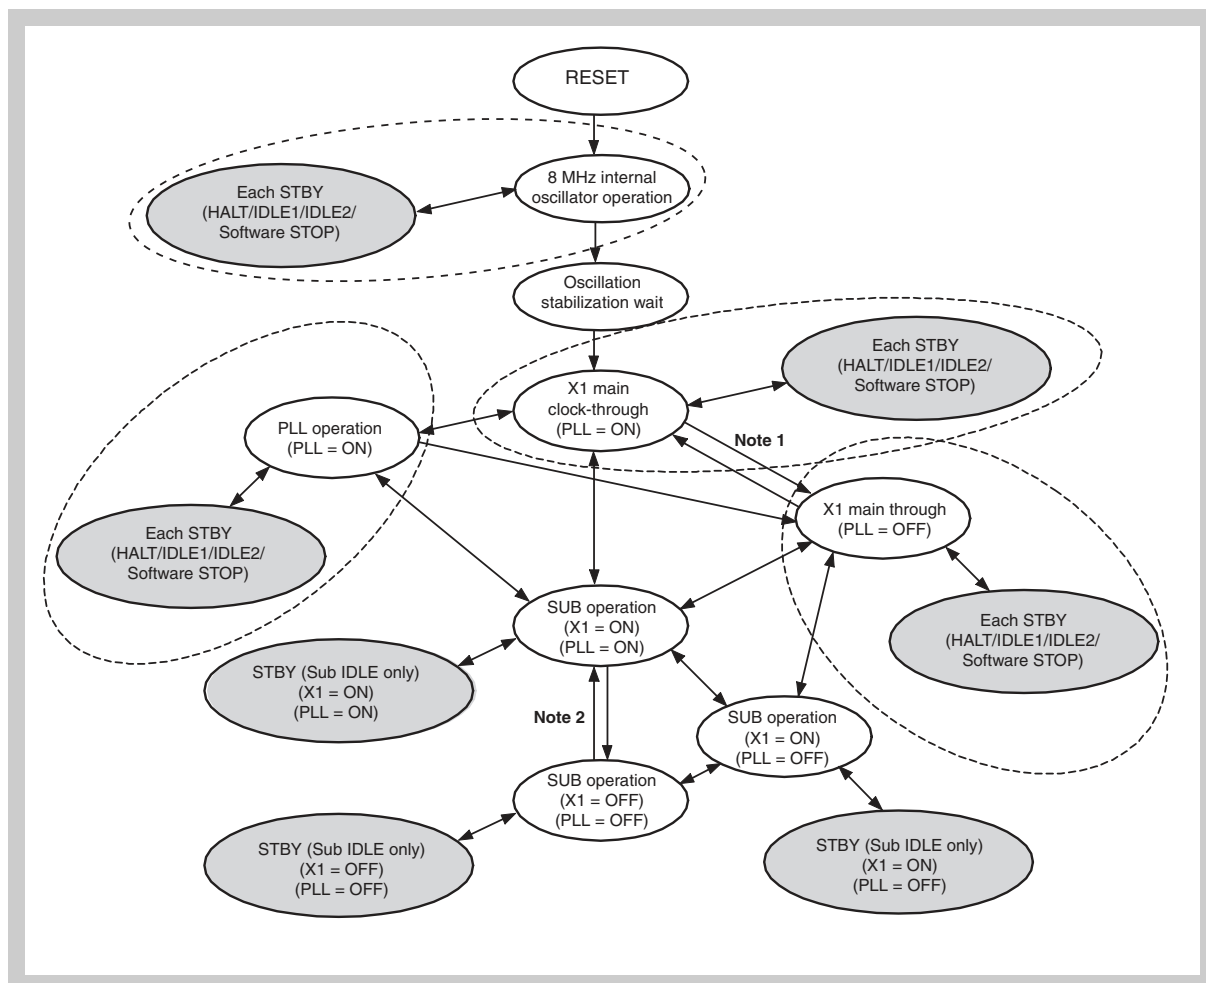 RESET
8 MHz internal
oscillator operation
Each STBY
(HALT/IDLE1/IDLE2/
Software STOP)
Oscillation
stabilization wait
Each STBY
(HALT/IDLE1/IDLE2/
Software STOP)
X1 main
clock-through
(PLL = ON)
PLL operation
(PLL = ON)
Note 1
X1 main through
(PLL = OFF)
Each STBY
(HALT/IDLE1/IDLE2/
Software STOP)
SUB operation
(X1 = ON)
(PLL = ON)
Each STBY
(HALT/IDLE1/IDLE2/
Software STOP)
STBY (Sub IDLE only)
(X1 = ON)
(PLL = ON)
Note 2
SUB operation
(X1 = ON)
(PLL = OFF)
SUB operation
(X1 = OFF)
(PLL = OFF)
STBY (Sub IDLE only)
(X1 = OFF)
(PLL = OFF)
STBY (Sub IDLE only)
(X1 = ON)
(PLL = OFF)